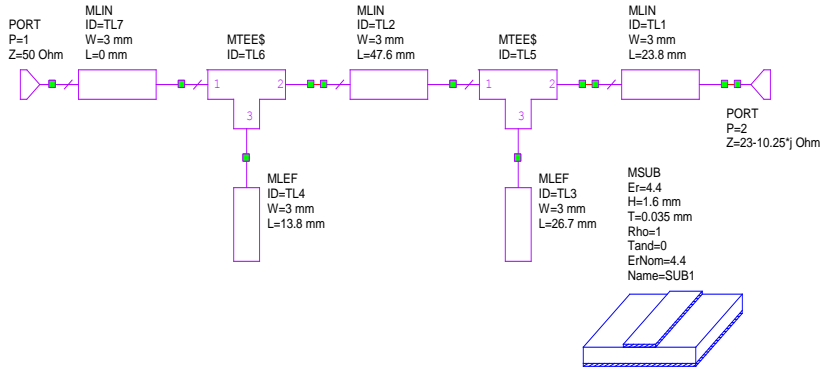 PORT
P=1
Z=50 Ohm
MLIN
ID=TL7
W=3 mm
L=0 mm
MTEE$
ID=TL6
MLIN
ID=TL2
W=3 mm
L=47.6 mm
MTEE$
ID=TL5
MLIN
ID=TL1
W=3 mm
L=23.8 mm
1 2
3
1 2
3
PORT
P=2
Z=23-10.25*j Ohm
MLEF
ID=TL4
W=3 mm
L=13.8 mm
MLEF
ID=TL3
W=3 mm
L=26.7 mm
MSUB
Er=4.4
H=1.6 mm
T=0.035 mm
Rho=1
Tand=0
ErNom=4.4
Name=SUB1